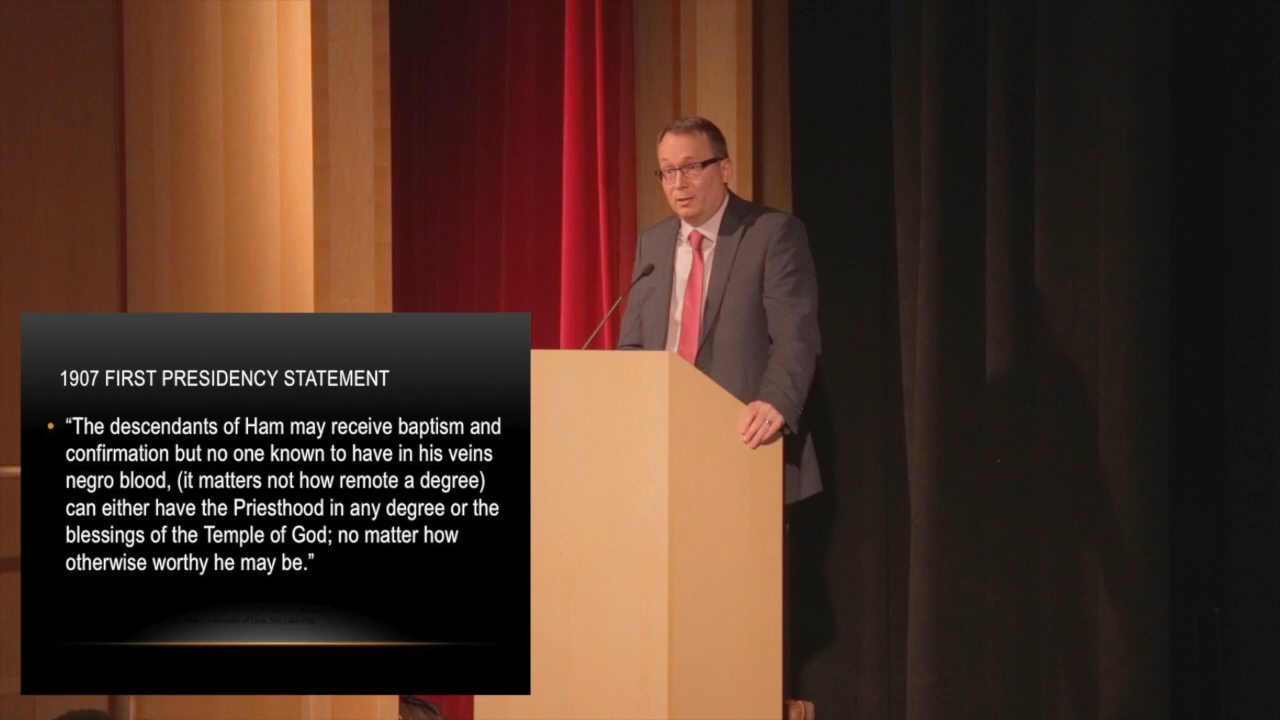 1907 FIRST PRESIDENCY STATEMENT
• “The descendants of Ham may receive baptism and
confirmation but no one known to have in his veins
negro blood, (it matters not how remote a degree)
can either have the Priesthood in any degree or the
blessings of the Temple of God; no matter how
otherwise worthy he may be.”